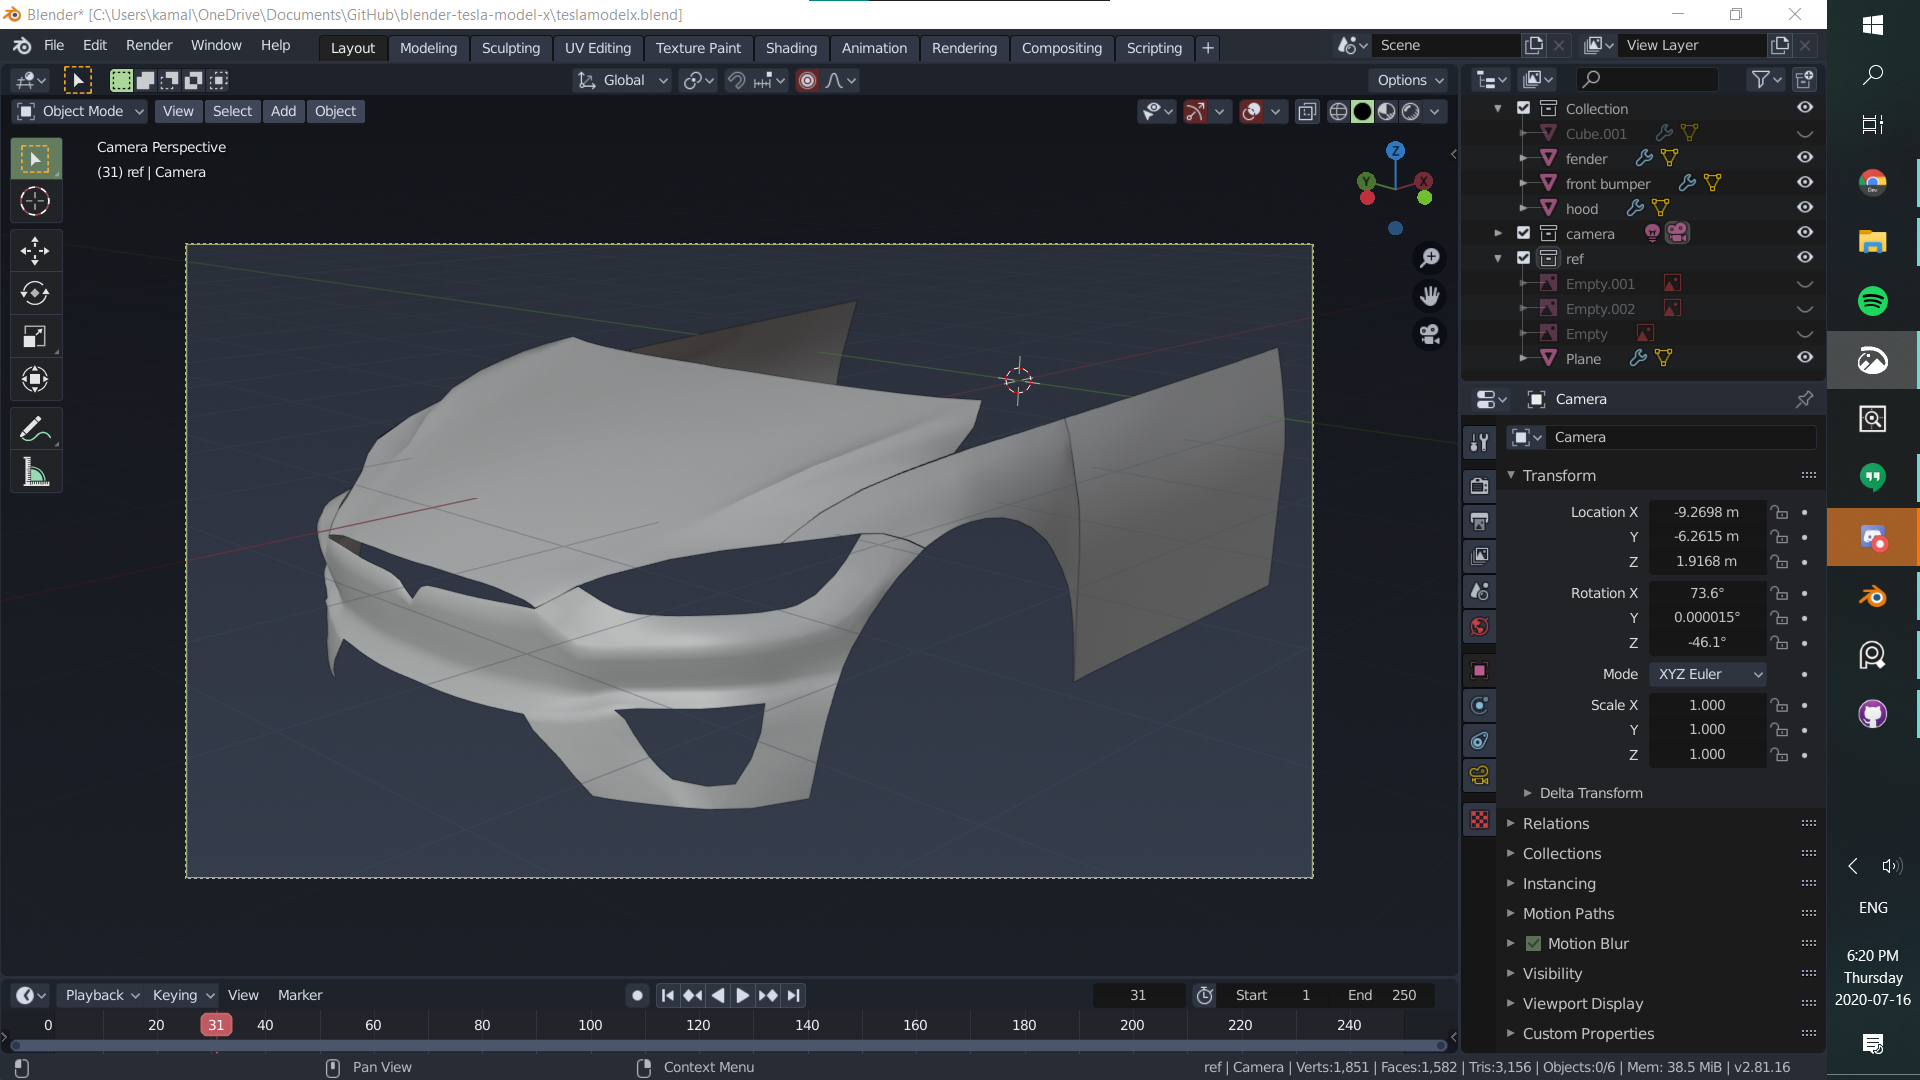 Blender* [C:\Users\kamal\OneDrive\Documents\GitHub\blender-tesla-model-x\teslamodelx.blend]
File Edit Render Window Help Layout Modeling Sculpting UV Editing Texture Paint Shading Animation Rendering Compositing Scripting + Scene View Layer
Global Options
Object Mode View Select Add Object
Camera Perspective
(31) ref | Camera
Z
Y
X
Collection
Cube.001
fender
front bumper
hood
camera
ref
Empty.001
Empty.002
Empty
Plane
Camera
Camera
Transform
Location X -9.2698 m
Y -6.2615 m
Z 1.9168 m
Rotation X 73.6°
Y 0.000015°
Z -46.1°
Mode XYZ Euler
Scale X 1.000
Y 1.000
Z 1.000
Delta Transform
Relations
Collections
Instancing
Motion Paths
Motion Blur
Visibility
Viewport Display
Custom Properties
Playback Keying View Marker 31 Start 1 End 250
0 20 31 40 60 80 100 120 140 160 180 200 220 240
Pan View Context Menu ref | Camera | Verts:1,851 | Faces:1,582 | Tris:3,156 | Objects:0/6 | Mem: 38.5 MiB | v2.81.16
Dev
ENG
6:20 PM
Thursday
2020-07-16